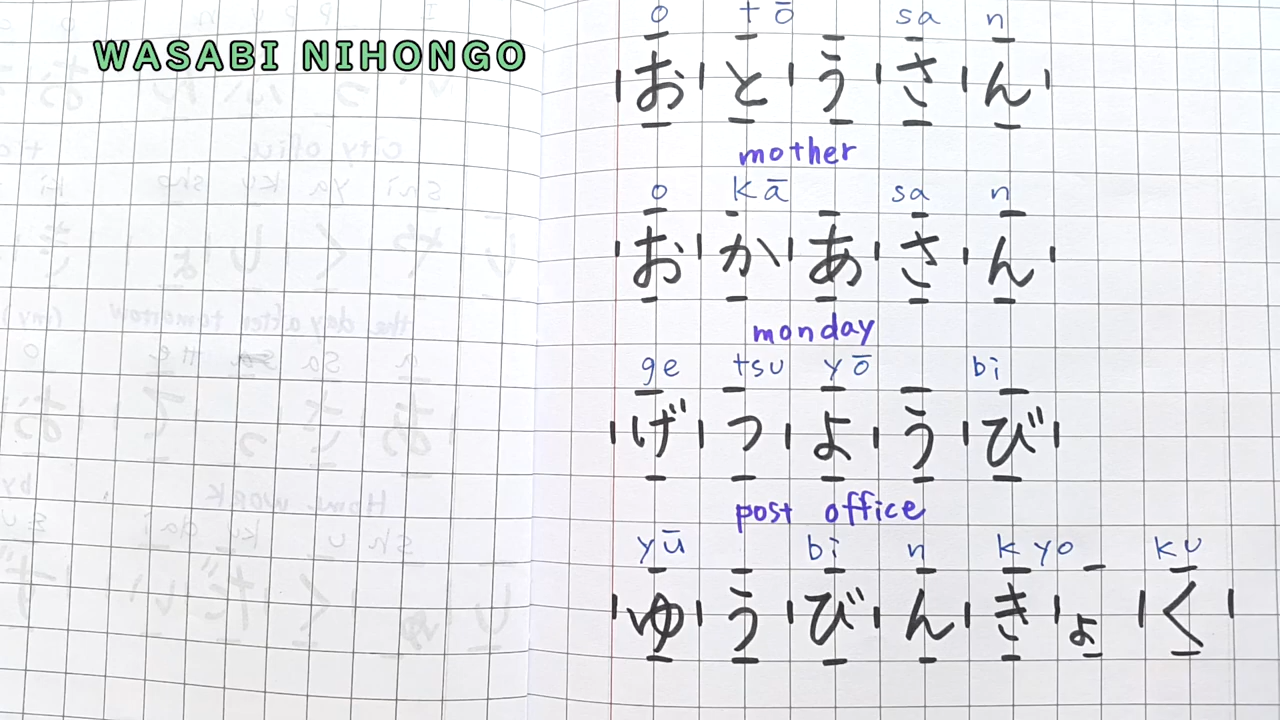 WASABI NIHONGO
o tō sa n
おとうさん
mother
o kā sa n
おかあさん
monday
ge tsu yō bi
げつようび
post office
yū bi n kyo ku
ゆうびんきょく